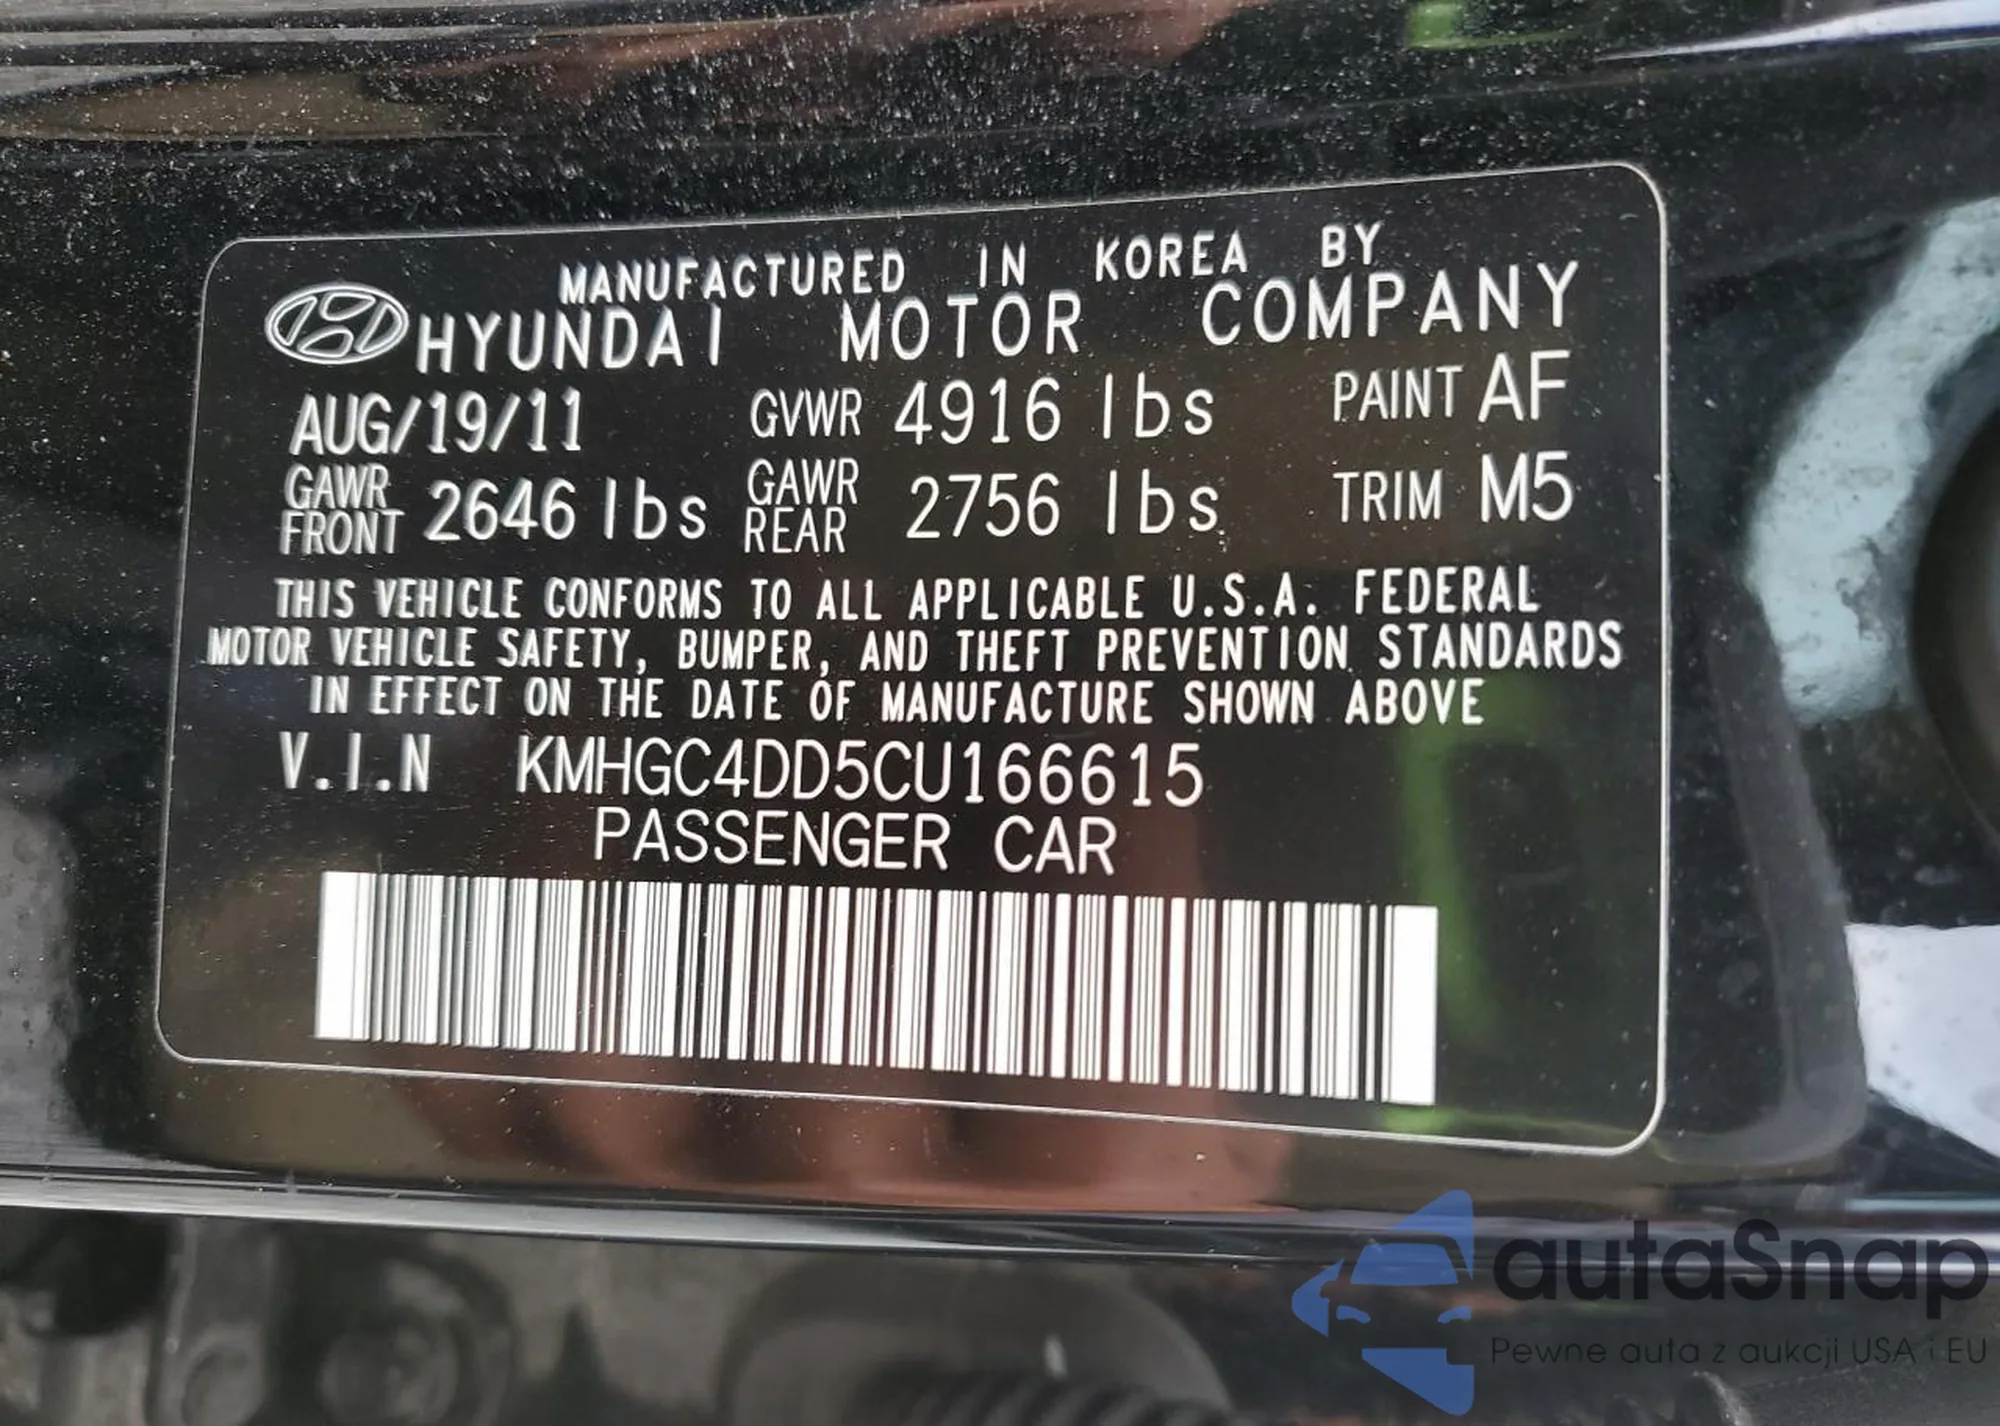 MANUFACTURED IN KOREA BY
HYUNDAI MOTOR COMPANY
AUG/19/11 GVWR 4916 lbs PAINT AF
GAWR FRONT 2646 lbs GAWR REAR 2756 lbs TRIM M5
THIS VEHICLE CONFORMS TO ALL APPLICABLE U.S.A. FEDERAL
MOTOR VEHICLE SAFETY, BUMPER, AND THEFT PREVENTION STANDARDS
IN EFFECT ON THE DATE OF MANUFACTURE SHOWN ABOVE
V.I.N KMHGC4DD5CU166615
PASSENGER CAR
autaSnap
Pewne auta z aukcji USA i EU